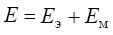 E = Eэ + Eм